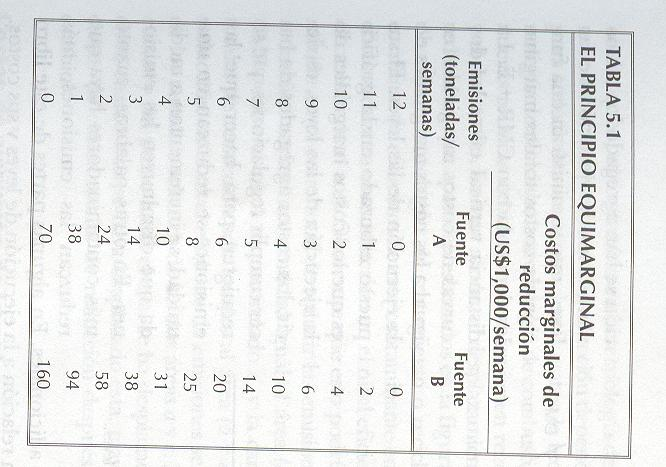 TABLA 5.1
EL PRINCIPIO EQUIMARGINAL
Costos marginales de
reducción
(US$1,000/semana)
Emisiones
(toneladas/
semanas)
Fuente
A
Fuente
B
12 0 0
11 1 2
10 2 4
9 3 6
8 4 10
7 5 14
6 6 20
5 8 25
4 10 31
3 14 38
2 24 58
1 38 94
0 70 160